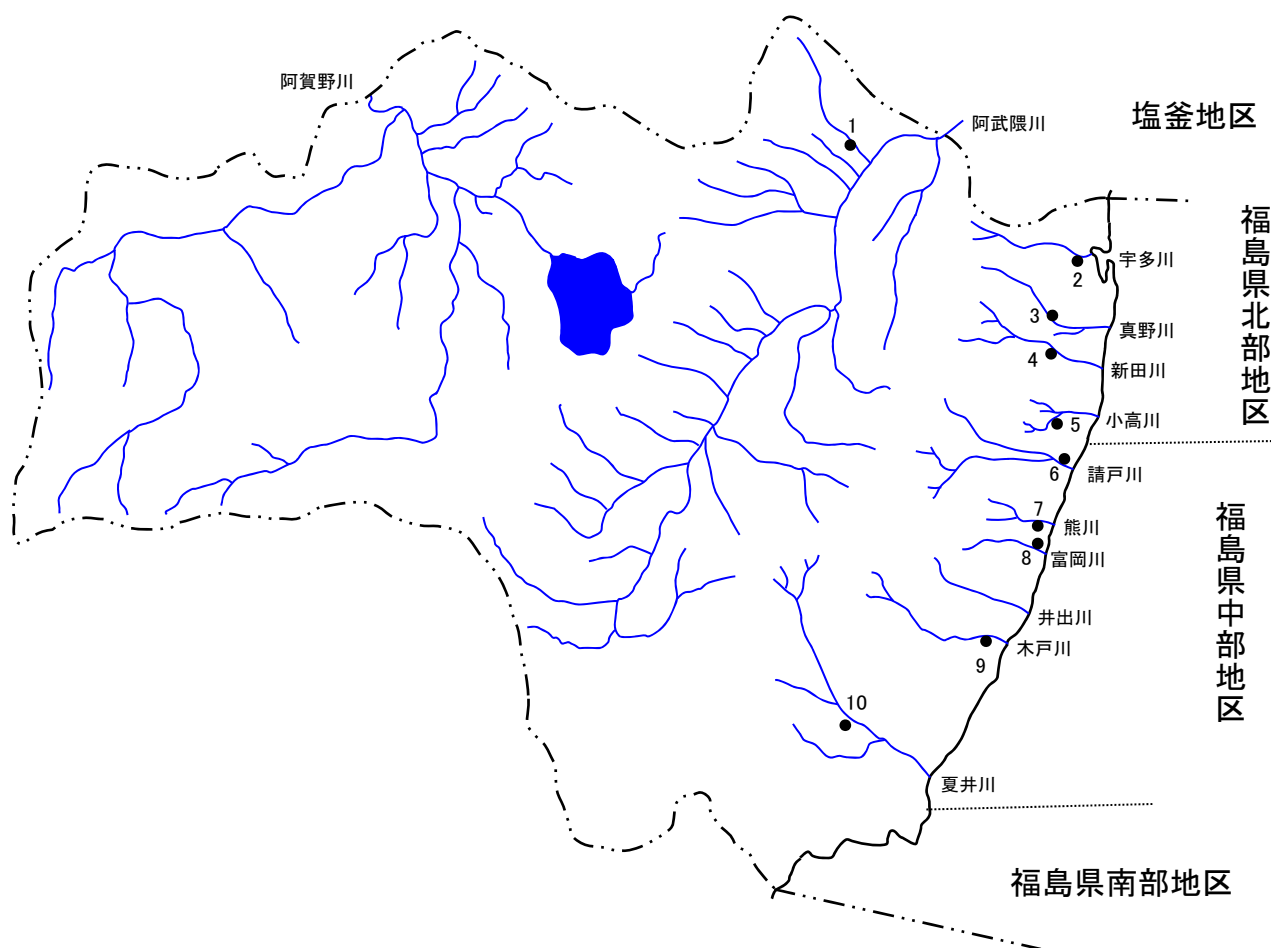 阿賀野川
塩釜地区
1
阿武隈川
福島県北部地区
宇多川
2
3
真野川
4
新田川
5
小高川
6
請戸川
福島県中部地区
7
熊川
8
富岡川
井出川
木戸川
9
10
夏井川
福島県南部地区